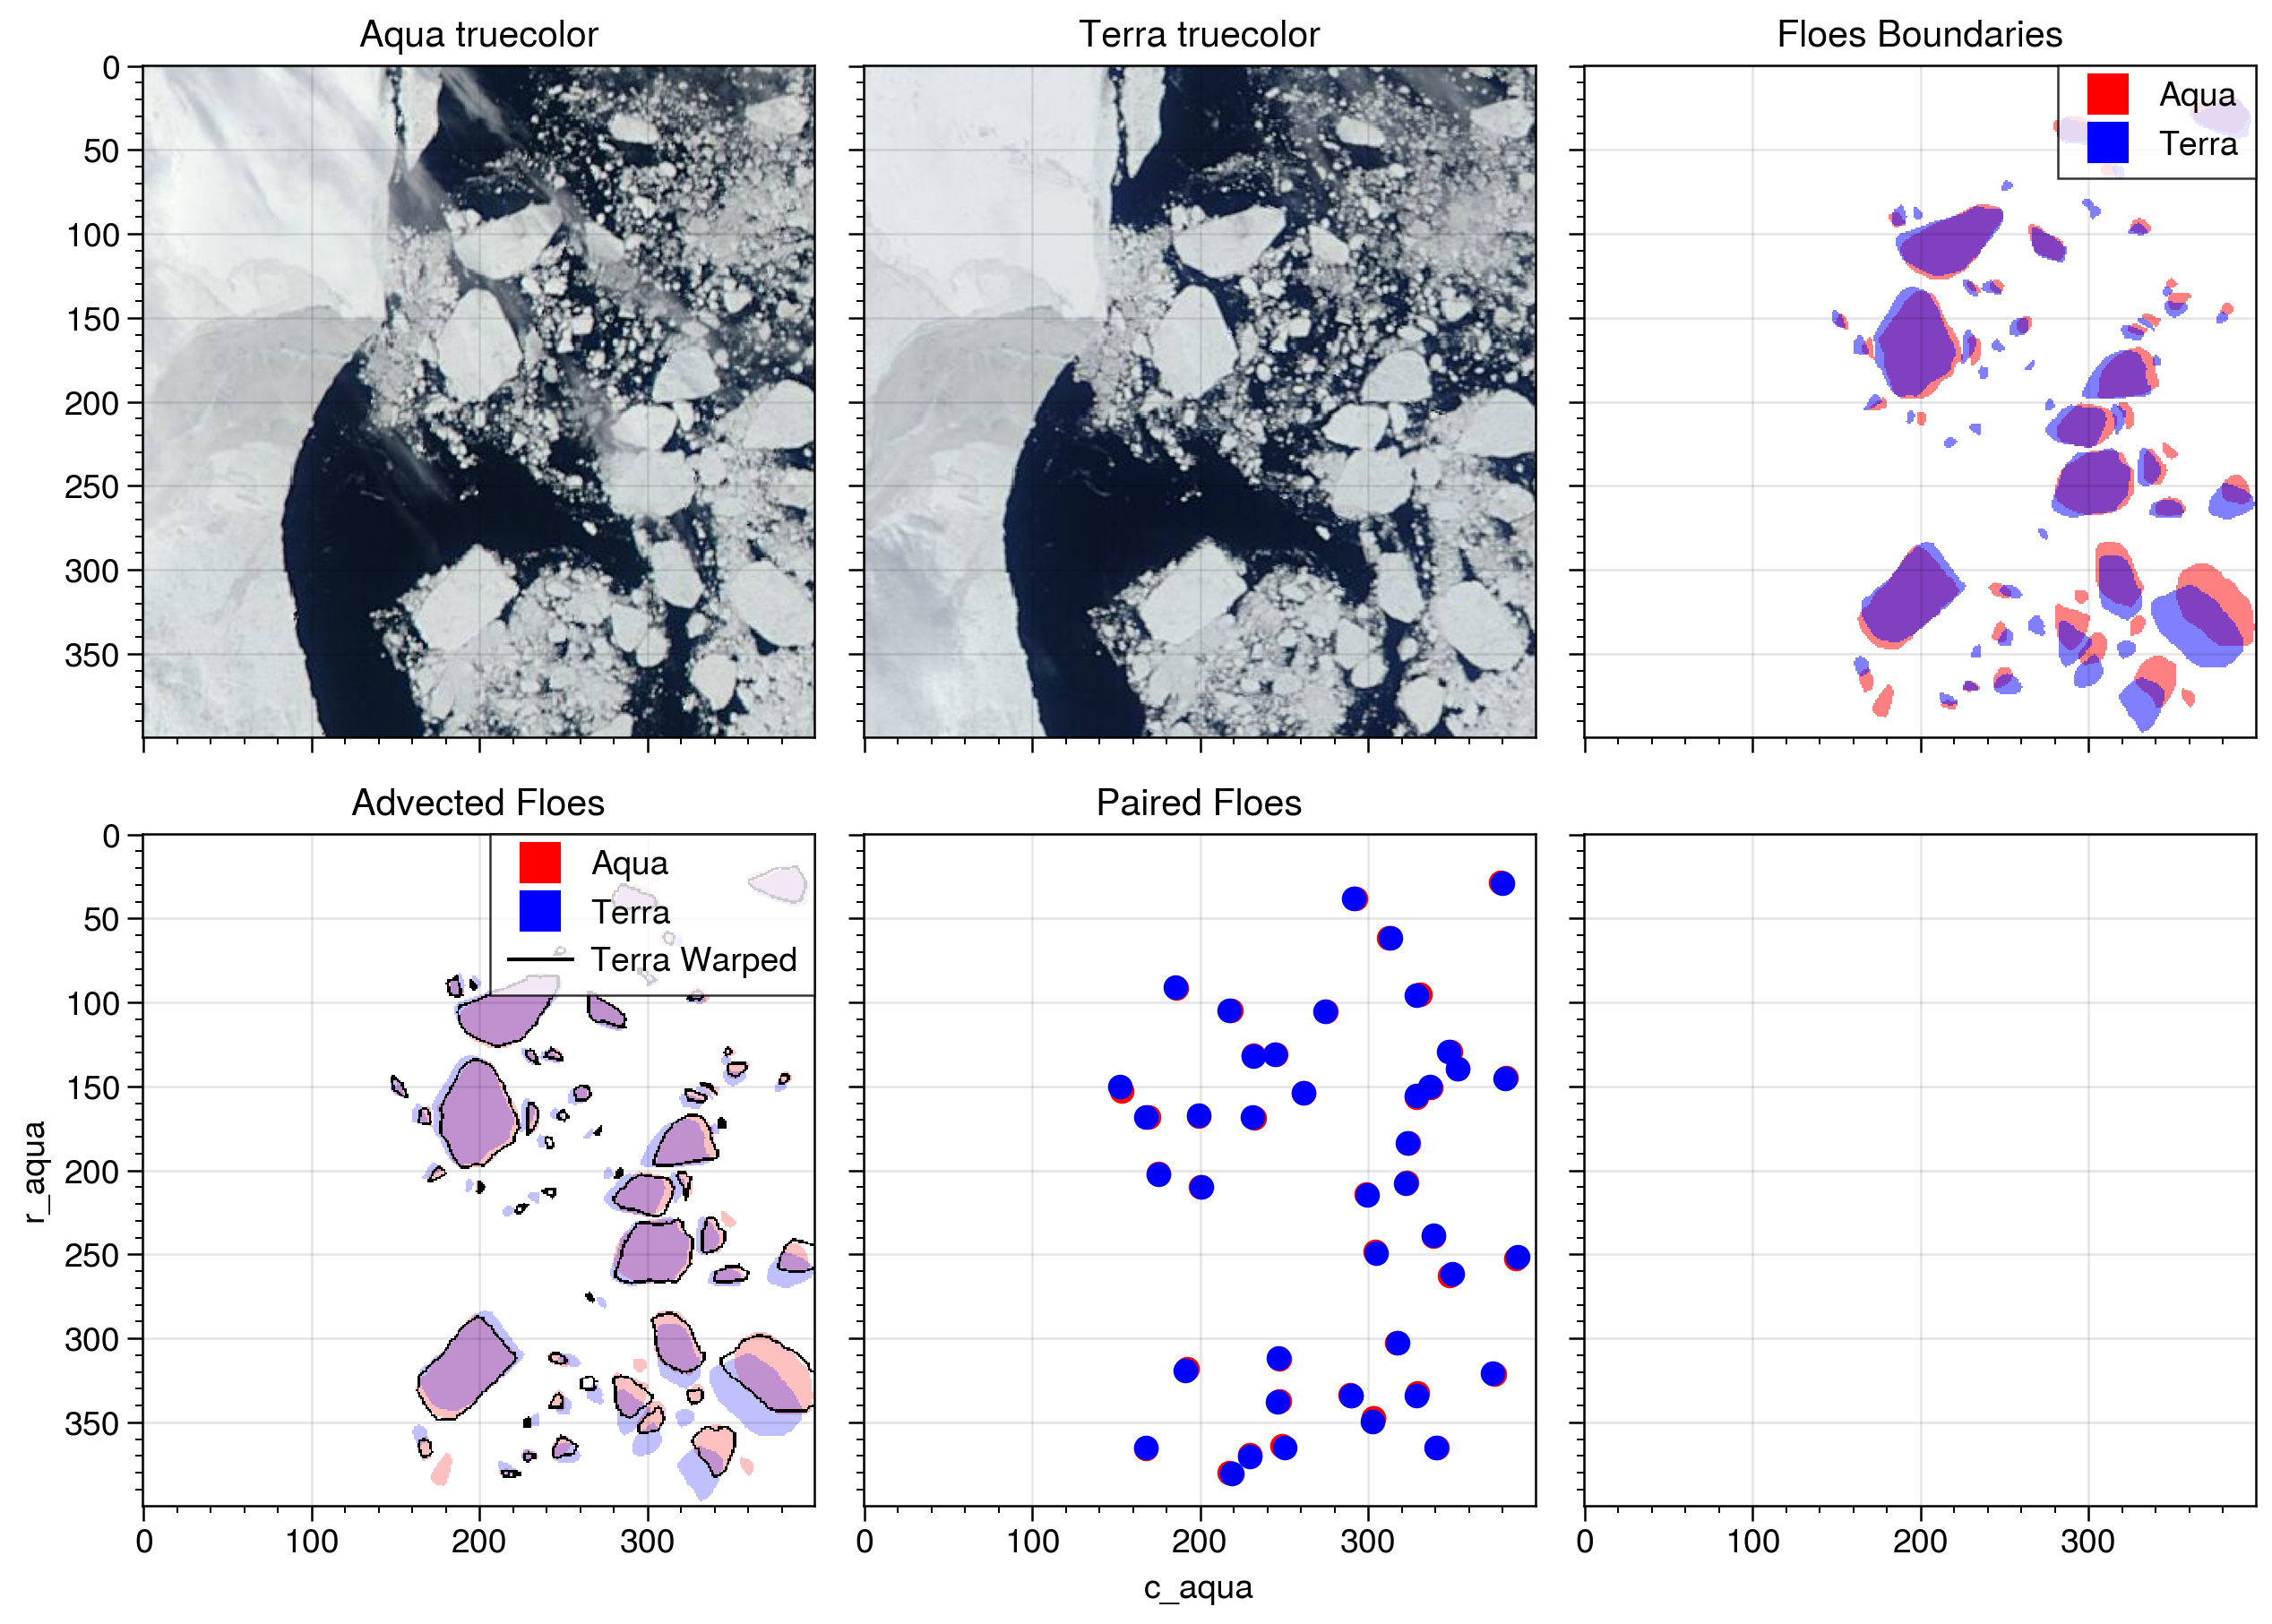 Aqua truecolor
Terra truecolor
Floes Boundaries
0
50
100
150
200
250
300
350
Aqua
Terra
Advected Floes
Paired Floes
0
50
100
150
200
250
300
350
r_aqua
Aqua
Terra
Terra Warped
0 100 200 300
0 100 200 300
0 100 200 300
c_aqua